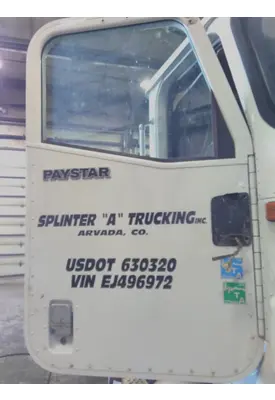 PAYSTAR
SPLINTER "A" TRUCKING INC.
ARVADA, CO.
USDOT 630320
VIN EJ496972